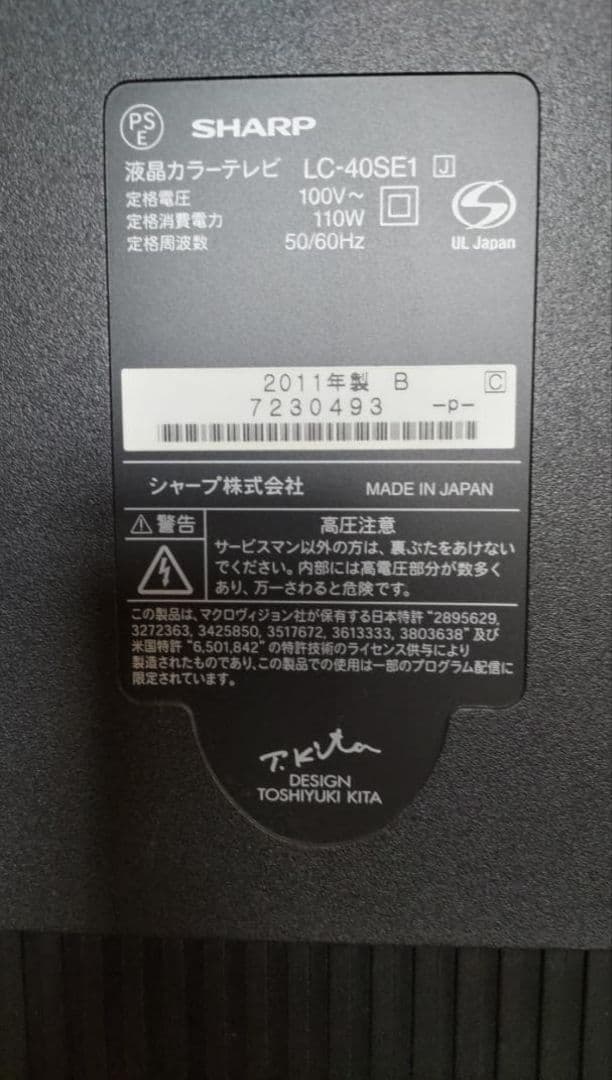 PS
E
SHARP
液晶カラーテレビ LC-40SE1 J
定格電圧 100V～
定格消費電力 110W
定格周波数 50/60Hz
UL Japan
2011年製 B C
7230493 -p-
シャープ株式会社 MADE IN JAPAN
警告 高圧注意
サービスマン以外の方は、裏ぶたをあけない
でください。内部には高電圧部分が数多く
あり、万一さわると危険です。
この製品は、マクロヴィジョン社が保有する日本特許 "2895629,
3272363, 3425850, 3517672, 3613333, 3803638" 及び
米国特許 "6,501,842" の特許技術のライセンス供与により
製造されたものであり、この製品での使用は一部のプログラム配信に
限定されています。
T.Kita
DESIGN
TOSHIYUKI KITA